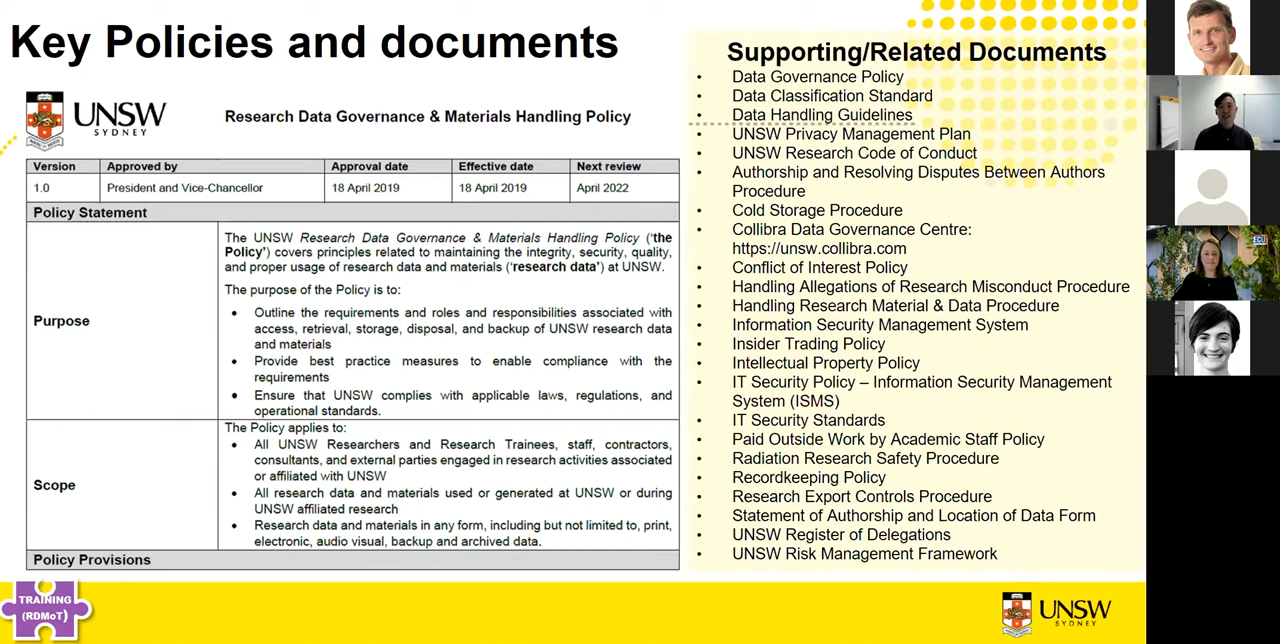 Key Policies and documents
UNSW
SYDNEY
Research Data Governance & Materials Handling Policy
Version Approved by Approval date Effective date Next review
1.0 President and Vice-Chancellor 18 April 2019 18 April 2019 April 2022
Policy Statement
Purpose
The UNSW Research Data Governance & Materials Handling Policy (‘the
Policy’) covers principles related to maintaining the integrity, security, quality,
and proper usage of research data and materials (‘research data’) at UNSW.
The purpose of the Policy is to:
• Outline the requirements and roles and responsibilities associated with
access, retrieval, storage, disposal, and backup of UNSW research data
and materials
• Provide best practice measures to enable compliance with the
requirements
• Ensure that UNSW complies with applicable laws, regulations, and
operational standards.
Scope
The Policy applies to:
• All UNSW Researchers and Research Trainees, staff, contractors,
consultants, and external parties engaged in research activities associated
or affiliated with UNSW
• All research data and materials used or generated at UNSW or during
UNSW affiliated research
• Research data and materials in any form, including but not limited to, print,
electronic, audio visual, backup and archived data.
Policy Provisions
Supporting/Related Documents
• Data Governance Policy
• Data Classification Standard
• Data Handling Guidelines
• UNSW Privacy Management Plan
• UNSW Research Code of Conduct
• Authorship and Resolving Disputes Between Authors
Procedure
• Cold Storage Procedure
• Collibra Data Governance Centre:
https://unsw.collibra.com
• Conflict of Interest Policy
• Handling Allegations of Research Misconduct Procedure
• Handling Research Material & Data Procedure
• Information Security Management System
• Insider Trading Policy
• Intellectual Property Policy
• IT Security Policy – Information Security Management
System (ISMS)
• IT Security Standards
• Paid Outside Work by Academic Staff Policy
• Radiation Research Safety Procedure
• Recordkeeping Policy
• Research Export Controls Procedure
• Statement of Authorship and Location of Data Form
• UNSW Register of Delegations
• UNSW Risk Management Framework
TRAINING
(RDMoT)
UNSW
SYDNEY
ECU